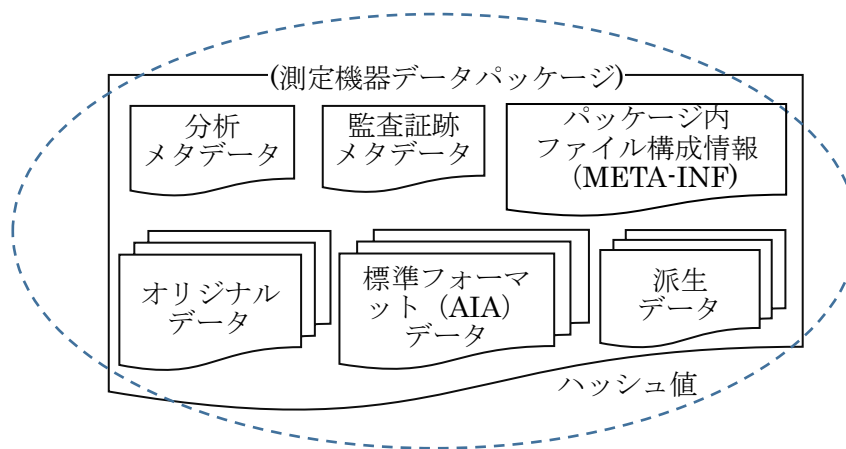 (測定機器データパッケージ)
分析
メタデータ
監査証跡
メタデータ
パッケージ内
ファイル構成情報
（META-INF)
オリジナル
データ
標準フォーマ
ット（AIA）
データ
派生
データ
ハッシュ値